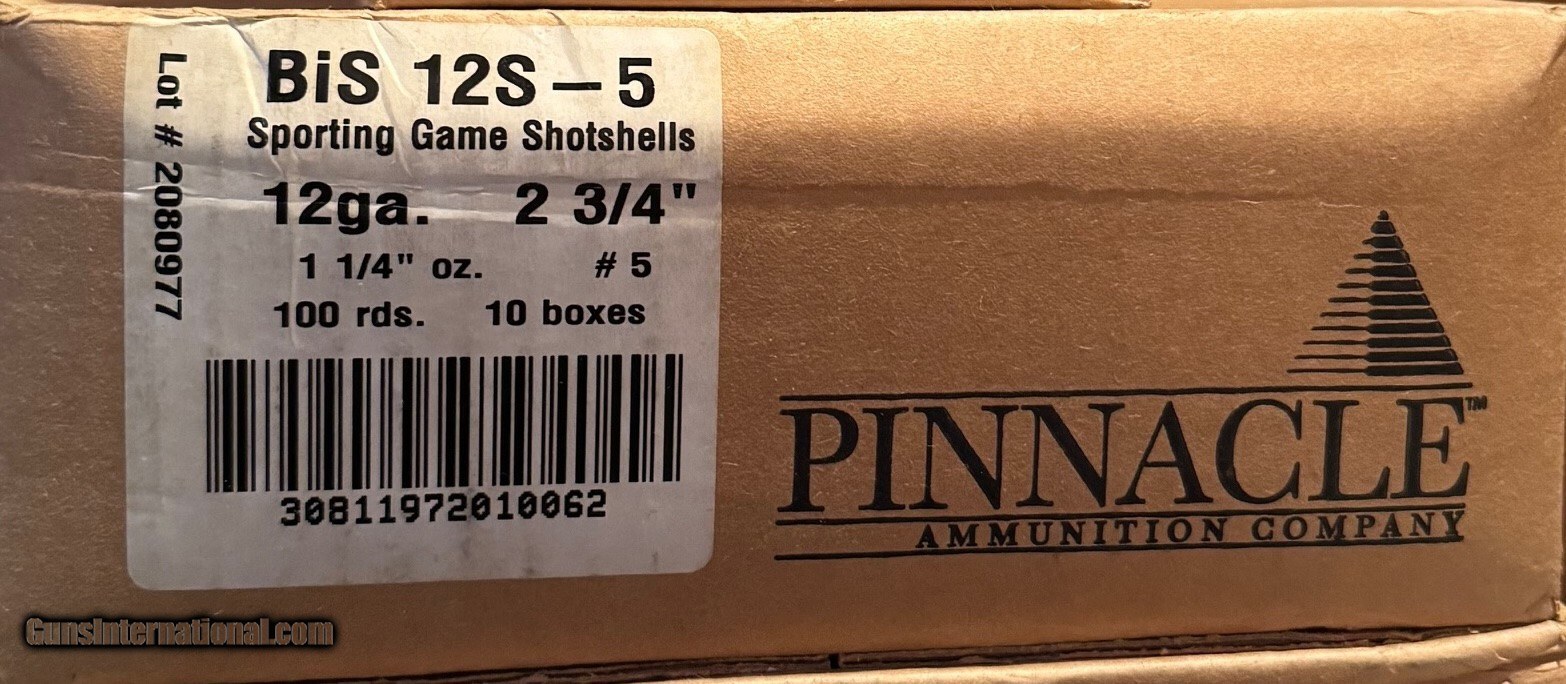 Lot # 2080977
BiS 12S – 5
Sporting Game Shotshells
12ga. 2 3/4"
1 1/4" oz. # 5
100 rds. 10 boxes
30811972010062
PINNACLE™
AMMUNITION COMPANY
GunsInternational.com